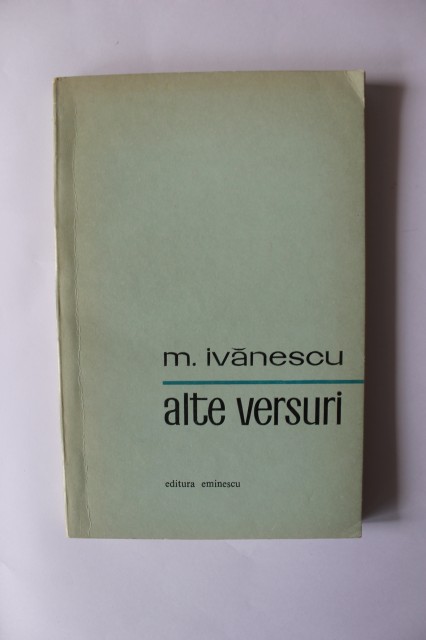 m. ivănescu
alte versuri
editura eminescu